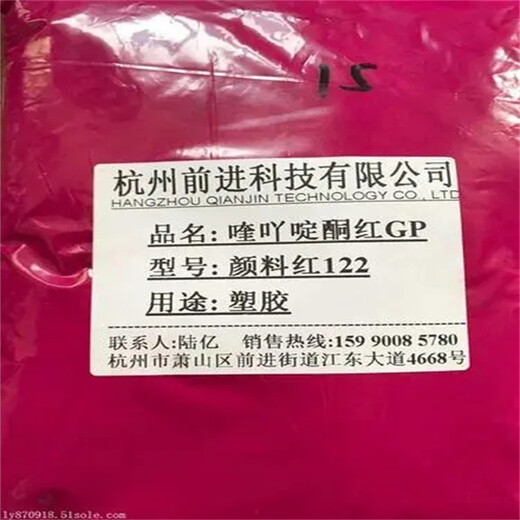 15
杭州前进科技有限公司
HANGZHOU QIANJIN TECHNOLOGY CO., LTD.
品名: 喹吖啶酮红GP
型号: 颜料红122
用途: 塑胶
联系人: 陆亿 销售热线: 159 9008 5780
杭州市萧山区前进街道江东大道4668号
ly870918.51sole.com